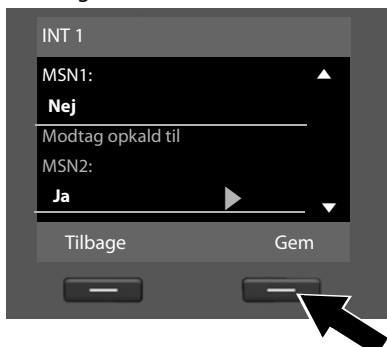 INT 1
MSN1:
Nej
Modtag opkald til
MSN2:
Ja
Tilbage
Gem